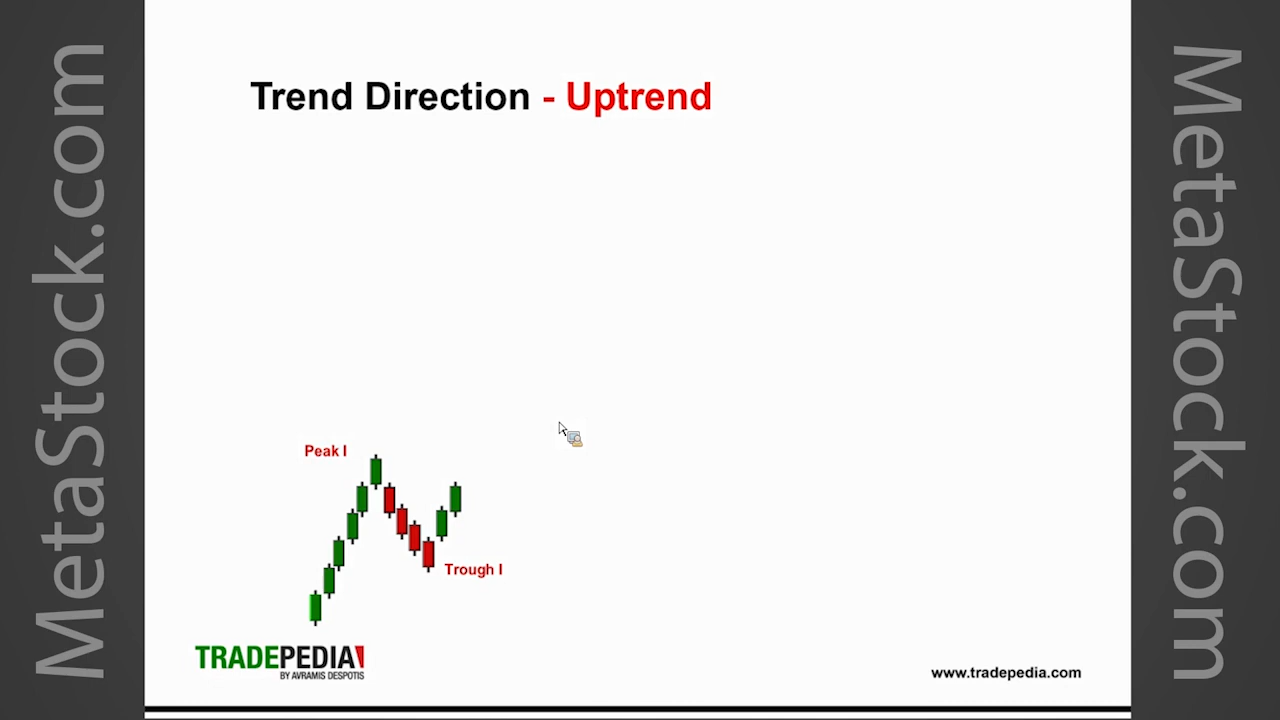 MetaStock.com
Trend Direction - Uptrend
Peak I
Trough I
TRADEPEDIA
BY AVRAMIS DESPOTIS
www.tradepedia.com
MetaStock.com